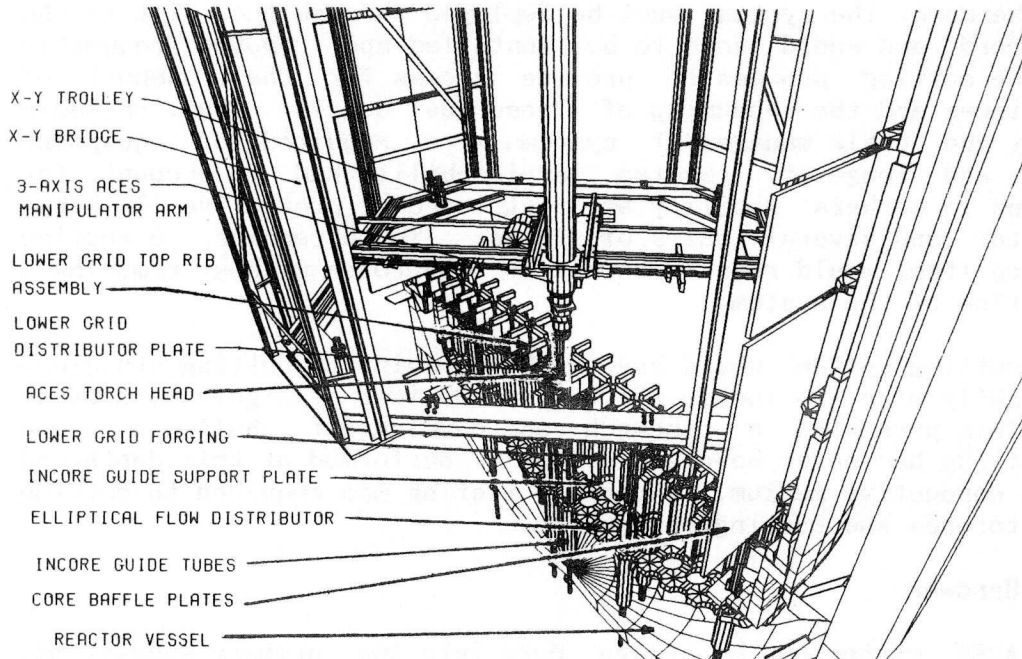 X-Y TROLLEY
X-Y BRIDGE
3-AXIS ACES
MANIPULATOR ARM
LOWER GRID TOP RIB
ASSEMBLY
LOWER GRID
DISTRIBUTOR PLATE
ACES TORCH HEAD
LOWER GRID FORGING
INCORE GUIDE SUPPORT PLATE
ELLIPTICAL FLOW DISTRIBUTOR
INCORE GUIDE TUBES
CORE BAFFLE PLATES
REACTOR VESSEL